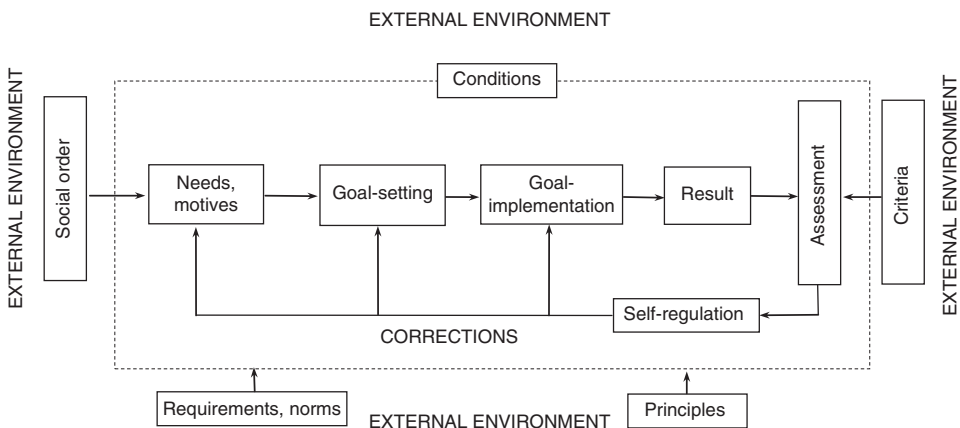 EXTERNAL ENVIRONMENT
Conditions
EXTERNAL ENVIRONMENT
Social order
Needs,
motives
Goal-setting
Goal-
implementation
Result
Assessment
Criteria
EXTERNAL ENVIRONMENT
Self-regulation
CORRECTIONS
Requirements, norms
EXTERNAL ENVIRONMENT
Principles